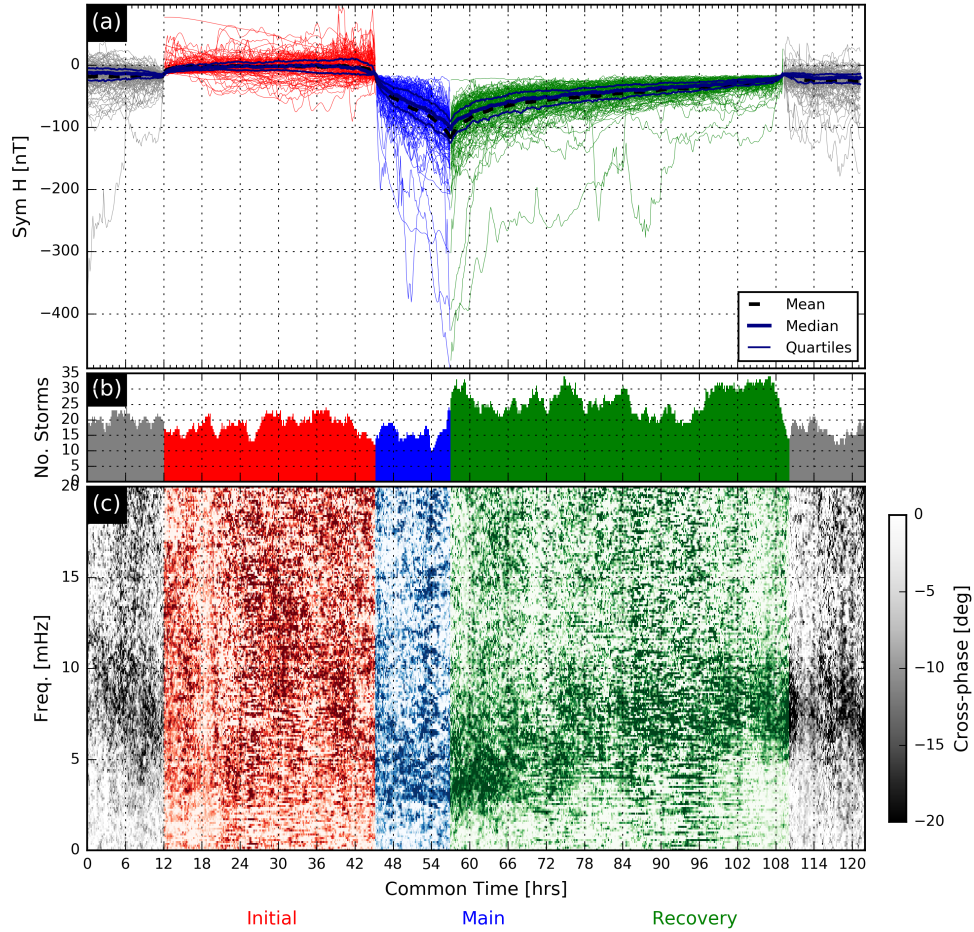 (a)
0
−100
−200
−300
−400
Sym H [nT]
Mean
Median
Quartiles
(b)
35
30
25
20
15
10
5
0
No. Storms
(c)
20
15
10
5
0
Freq. [mHz]
0 6 12 18 24 30 36 42 48 54 60 66 72 78 84 90 96 102 108 114 120
Common Time [hrs]
Initial Main Recovery
0
−5
−10
−15
−20
Cross-phase [deg]